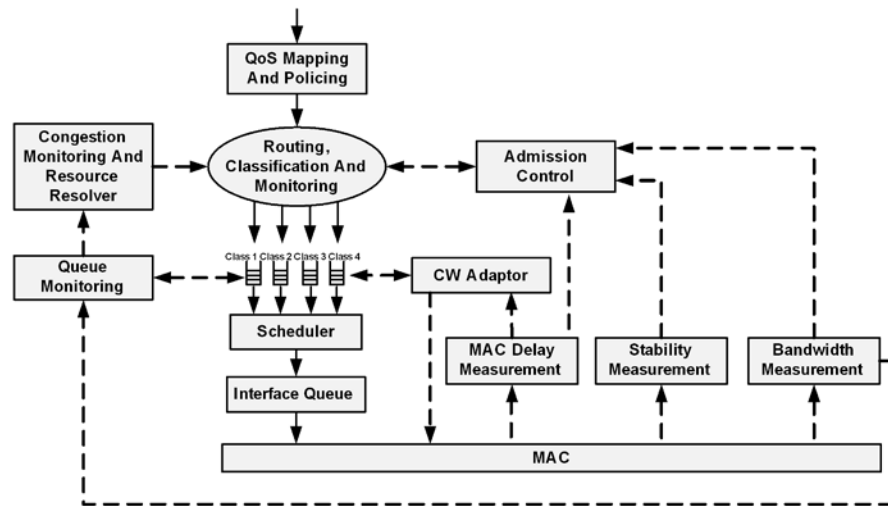 QoS Mapping
And Policing
Congestion
Monitoring And
Resource
Resolver
Routing,
Classification And
Monitoring
Admission
Control
Class 1 Class 2 Class 3 Class 4
Queue
Monitoring
CW Adaptor
Scheduler
MAC Delay
Measurement
Stability
Measurement
Bandwidth
Measurement
Interface Queue
MAC